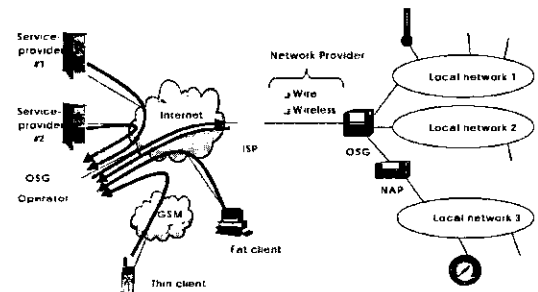 Service-
provider
#1
Service-
provider
#2
OSG
Operator
Internet
GSM
Thin client
Fat client
ISP
Network Provider
Wire
Wireless
OSG
NAP
Local network 1
Local network 2
Local network 3